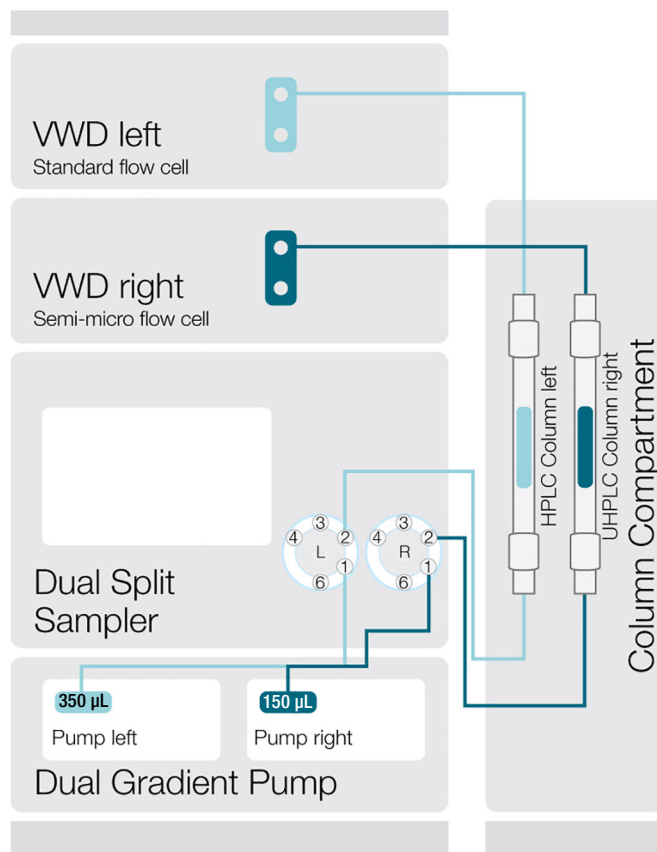 VWD left
Standard flow cell
VWD right
Semi-micro flow cell
HPLC Column left
UHPLC Column right
Column Compartment
3
4
2
L
1
6
3
4
2
R
1
6
Dual Split
Sampler
350 µL
Pump left
150 µL
Pump right
Dual Gradient Pump